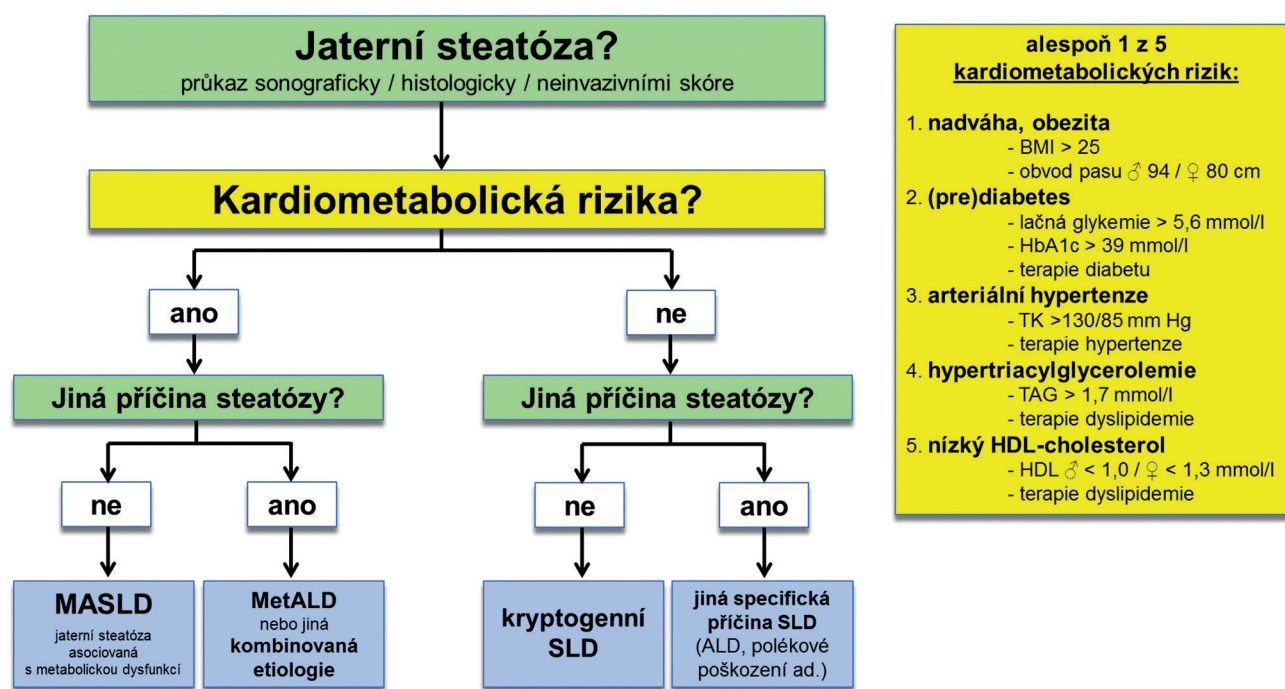 Jaterní steatóza?
průkaz sonograficky / histologicky / neinvazivními skóre
Kardiometabolická rizika?
ano
ne
Jiná příčina steatózy?
Jiná příčina steatózy?
ne
ano
ne
ano
MASLD
jaterní steatóza
asociovaná
s metabolickou dysfunkcí
MetALD
nebo jiná
kombinovaná
etiologie
kryptogenní
SLD
jiná specifická
příčina SLD
(ALD, polékové
poškození ad.)
alespoň 1 z 5
kardiometabolických rizik:
1. nadváha, obezita
- BMI > 25
- obvod pasu ♂ 94 / ♀ 80 cm
2. (pre)diabetes
- lačná glykemie > 5,6 mmol/l
- HbA1c > 39 mmol/l
- terapie diabetu
3. arteriální hypertenze
- TK >130/85 mm Hg
- terapie hypertenze
4. hypertriacylglycerolemie
- TAG > 1,7 mmol/l
- terapie dyslipidemie
5. nízký HDL-cholesterol
- HDL ♂ < 1,0 / ♀ < 1,3 mmol/l
- terapie dyslipidemie